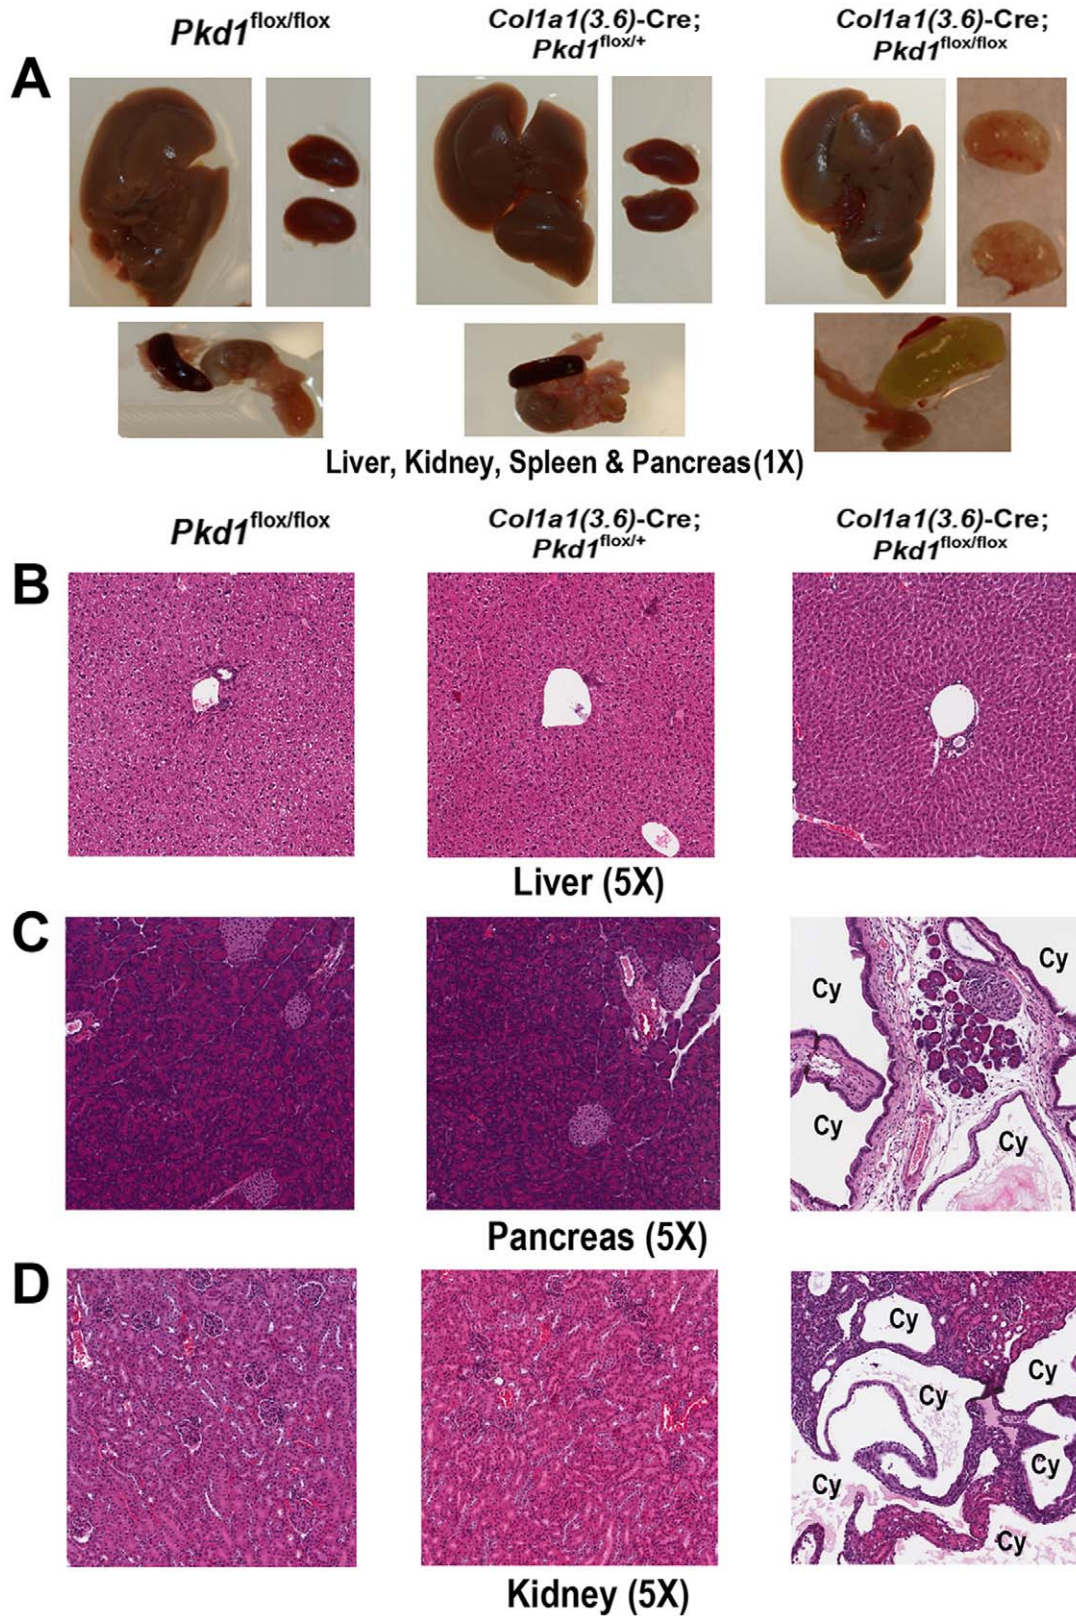 Pkd1flox/flox
Col1a1(3.6)-Cre;
Pkd1flox/+
Col1a1(3.6)-Cre;
Pkd1flox/flox
A
Liver, Kidney, Spleen & Pancreas (1X)
Pkd1flox/flox
Col1a1(3.6)-Cre;
Pkd1flox/+
Col1a1(3.6)-Cre;
Pkd1flox/flox
B
Liver (5X)
C
Cy
Cy
Cy
Cy
Pancreas (5X)
D
Cy
Cy
Cy
Cy
Cy
Cy
Kidney (5X)